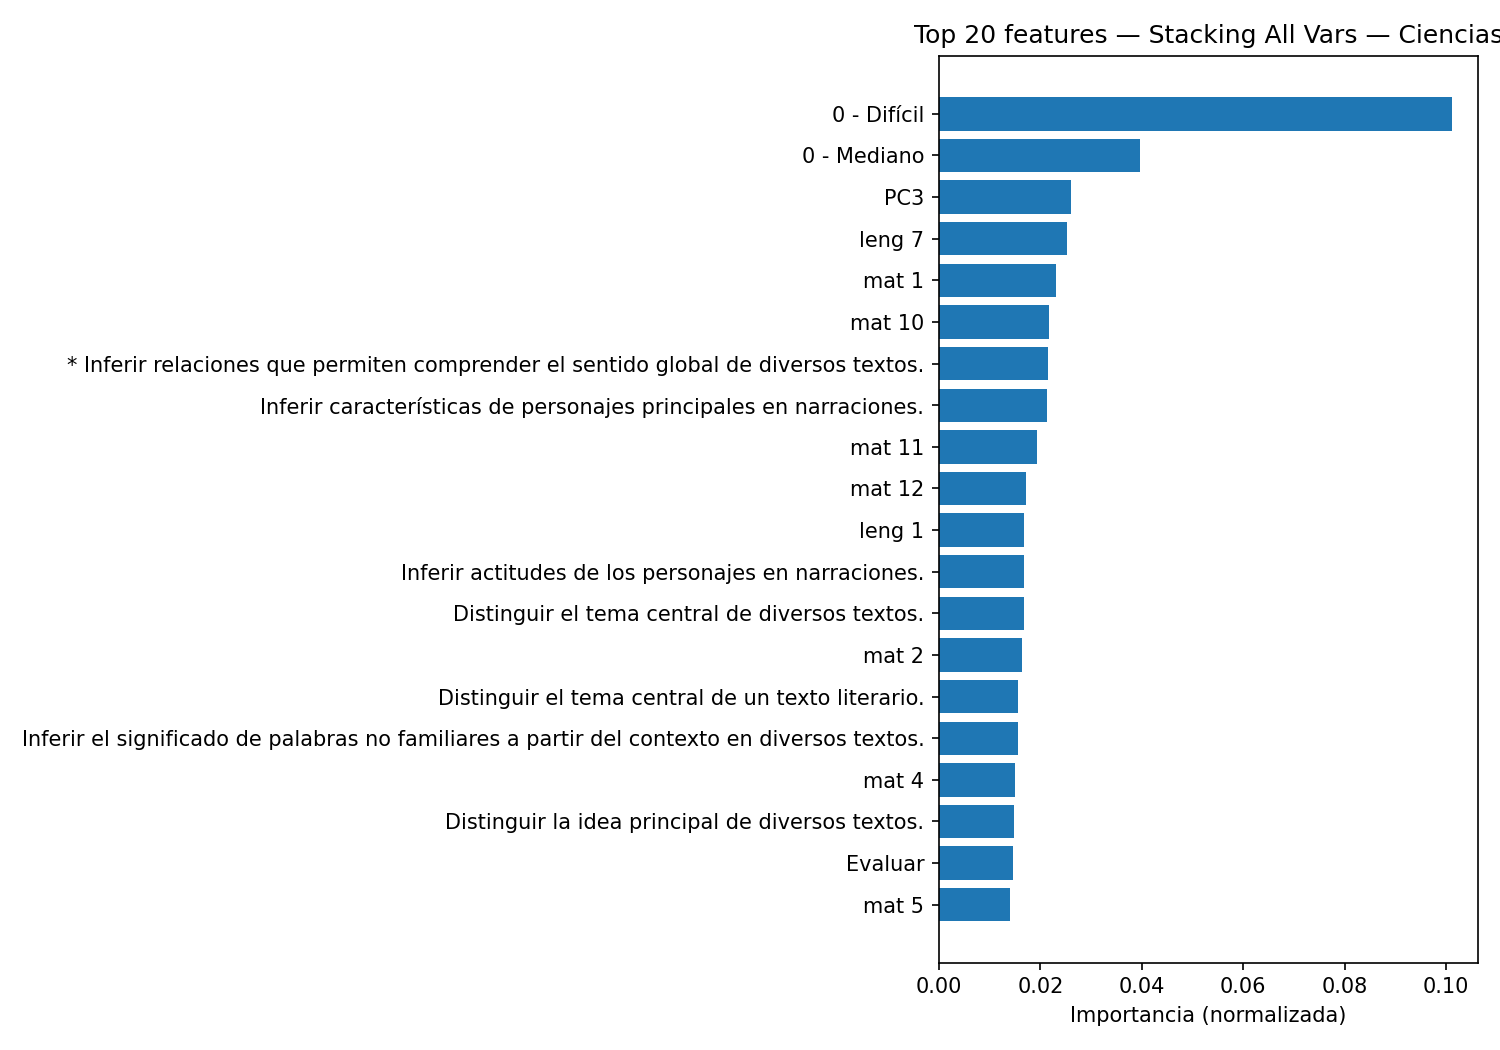 Top 20 features — Stacking All Vars — Ciencias
0 - Difícil
0 - Mediano
PC3
leng 7
mat 1
mat 10
* Inferir relaciones que permiten comprender el sentido global de diversos textos.
Inferir características de personajes principales en narraciones.
mat 11
mat 12
leng 1
Inferir actitudes de los personajes en narraciones.
Distinguir el tema central de diversos textos.
mat 2
Distinguir el tema central de un texto literario.
Inferir el significado de palabras no familiares a partir del contexto en diversos textos.
mat 4
Distinguir la idea principal de diversos textos.
Evaluar
mat 5
0.00 0.02 0.04 0.06 0.08 0.10
Importancia (normalizada)